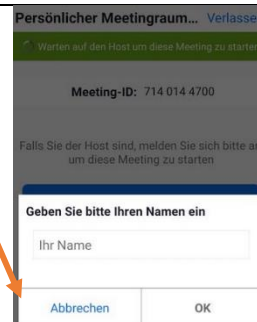 Persönlicher Meetingraum... Verlasse
Warten auf den Host um diese Meeting zu starte
Meeting-ID: 714 014 4700
Falls Sie der Host sind, melden Sie sich bitte a
um diese Meeting zu starten
Geben Sie bitte Ihren Namen ein
Ihr Name
Abbrechen OK